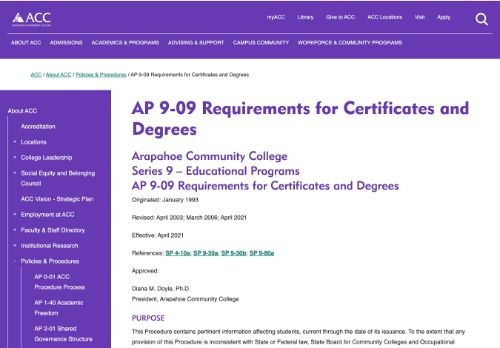 ACC
ARAPAHOE COMMUNITY COLLEGE
myACC Library Give to ACC ACC Locations Visit Apply
ABOUT ACC ADMISSIONS ACADEMICS & PROGRAMS ADVISING & SUPPORT CAMPUS COMMUNITY WORKFORCE & COMMUNITY PROGRAMS
ACC / About ACC / Policies & Procedures / AP 9-09 Requirements for Certificates and Degrees
About ACC
Accreditation
Locations
College Leadership
Social Equity and Belonging
Council
ACC Vision - Strategic Plan
Employment at ACC
Faculty & Staff Directory
Institutional Research
Policies & Procedures
AP 0-01 ACC
Procedure Process
AP 1-40 Academic
Freedom
AP 2-01 Shared
Governance Structure
AP 9-09 Requirements for Certificates and
Degrees
Arapahoe Community College
Series 9 – Educational Programs
AP 9-09 Requirements for Certificates and Degrees
Originated: January 1993
Revised: April 2003; March 2006; April 2021
Effective: April 2021
References: SP 4-10a; SP 9-30a; SP 9-30b; SP 9-80a
Approved:
Diana M. Doyle, Ph.D.
President, Arapahoe Community College
PURPOSE
This Procedure contains pertinent information affecting students, current through the date of its issuance. To the extent that any
provision of this Procedure is inconsistent with State or Federal law, State Board for Community Colleges and Occupational